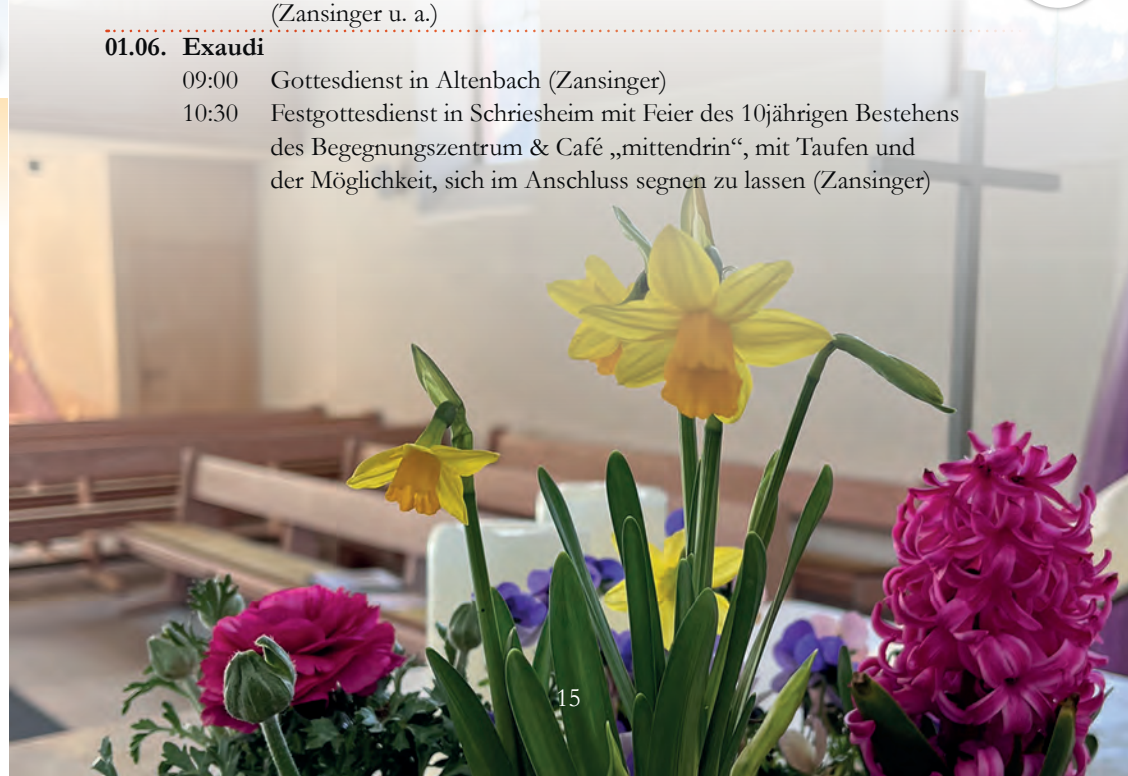 (Zansinger u. a.)
01.06. Exaudi
09:00 Gottesdienst in Altenbach (Zansinger)
10:30 Festgottesdienst in Schriesheim mit Feier des 10jährigen Bestehens
des Begegnungszentrum & Café „mittendrin“, mit Taufen und
der Möglichkeit, sich im Anschluss segnen zu lassen (Zansinger)
15